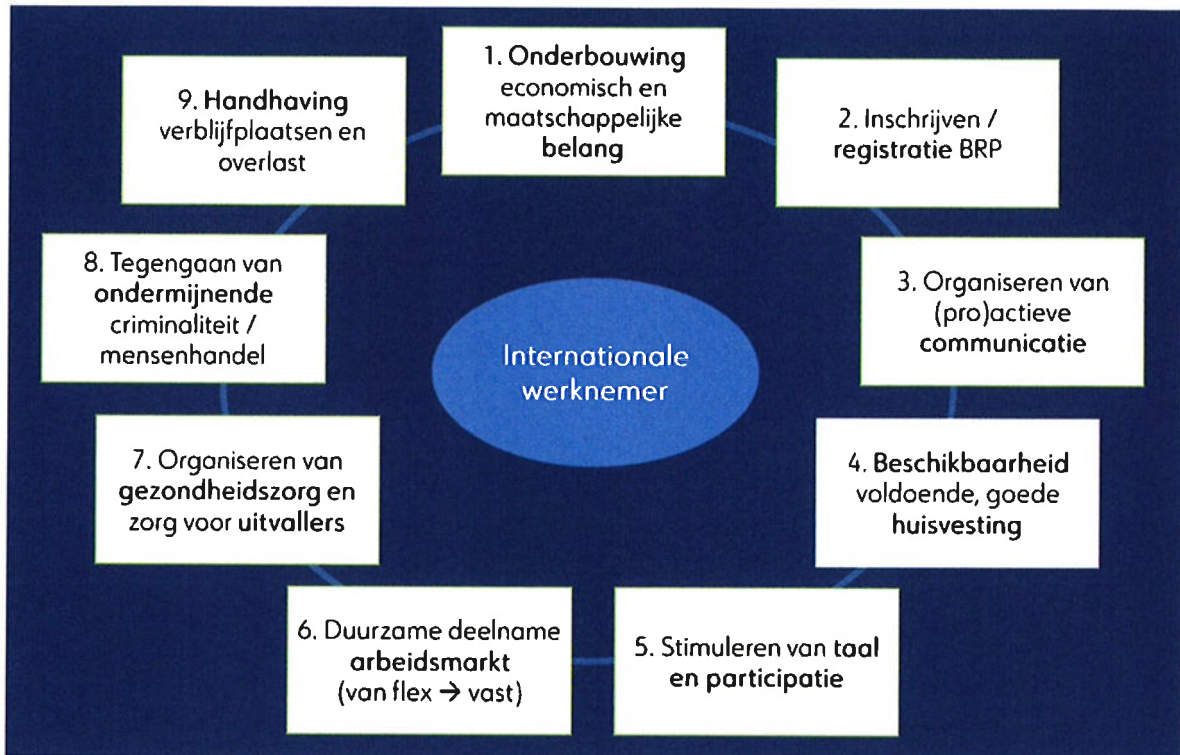 1. Onderbouwing
economisch en
maatschappelijke
belang
2. Inschrijven /
registratie BRP
3. Organiseren van
(pro)actieve
communicatie
4. Beschikbaarheid
voldoende, goede
huisvesting
5. Stimuleren van taal
en participatie
6. Duurzame deelname
arbeidsmarkt
(van flex → vast)
7. Organiseren van
gezondheidszorg en
zorg voor uitvallers
8. Tegengaan van
ondermijnende
criminaliteit /
mensenhandel
9. Handhaving
verblijfplaatsen en
overlast
Internationale
werknemer